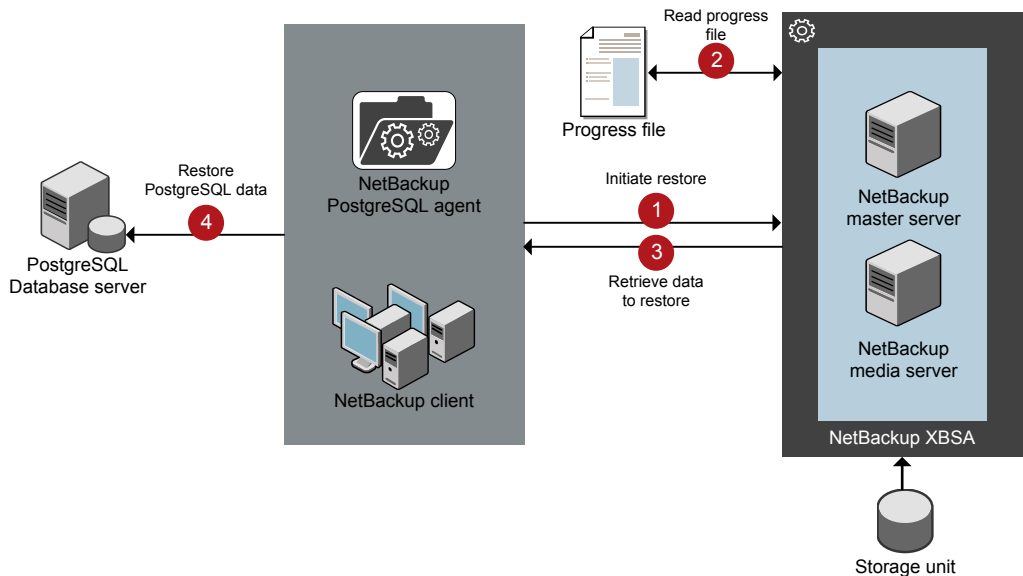 Read progress
file
2
Progress file
NetBackup
PostgreSQL agent
Restore
PostgreSQL data
4
Initiate restore
1
3
Retrieve data
to restore
PostgreSQL
Database server
NetBackup client
NetBackup
master server
NetBackup
media server
NetBackup XBSA
Storage unit